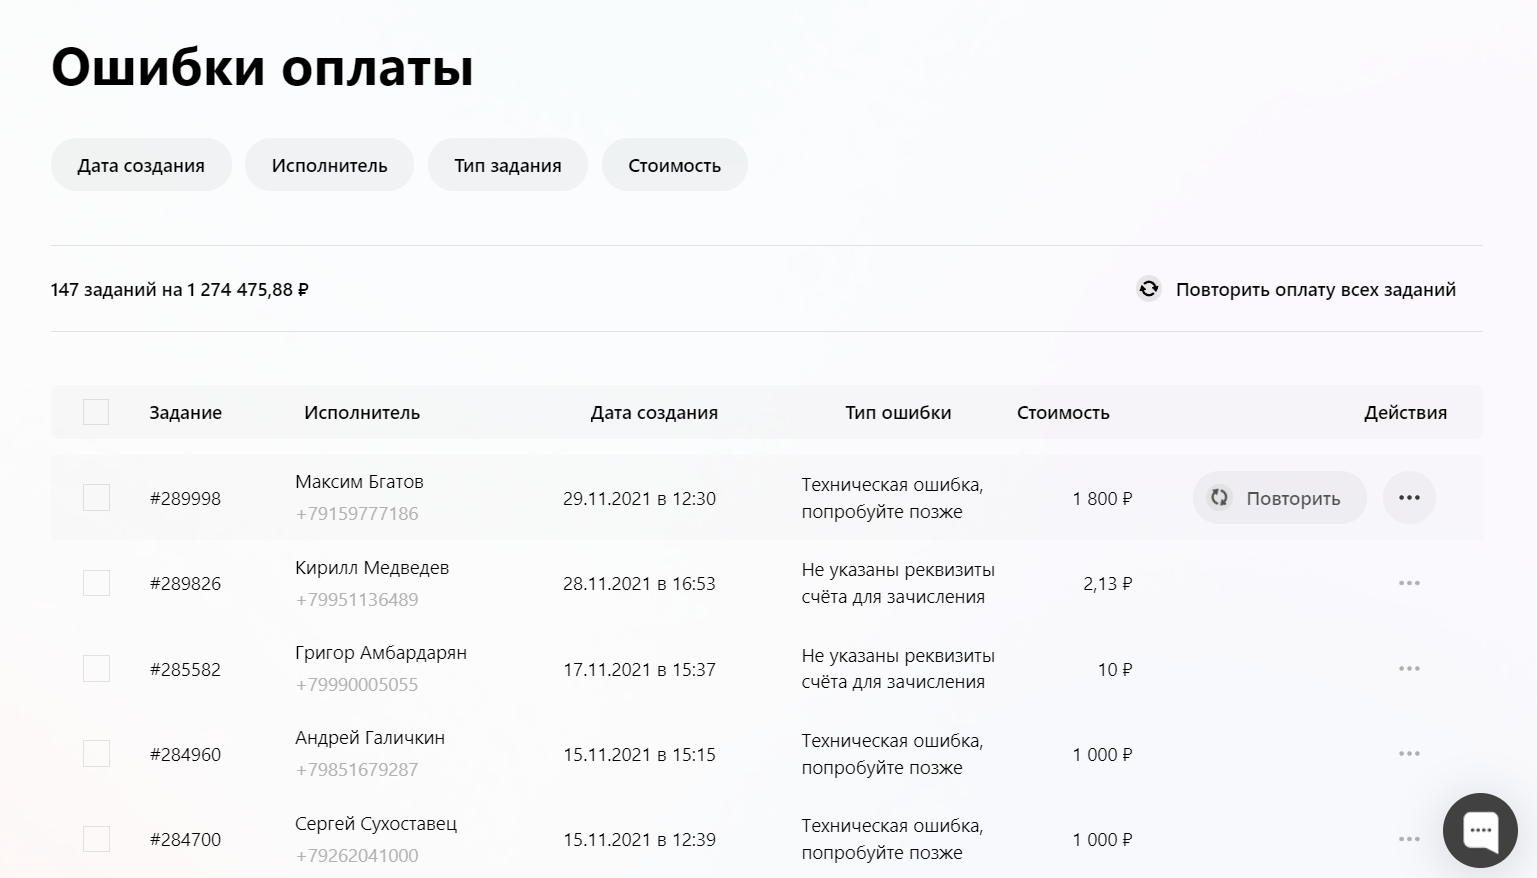 Ошибки оплаты
Дата создания Исполнитель Тип задания Стоимость
147 заданий на 1 274 475,88 ₽ Повторить оплату всех заданий
Задание Исполнитель Дата создания Тип ошибки Стоимость Действия
#289998 Максим Бгатов +79159777186 29.11.2021 в 12:30 Техническая ошибка, попробуйте позже 1 800 ₽ Повторить
#289826 Кирилл Медведев +79951136489 28.11.2021 в 16:53 Не указаны реквизиты счёта для зачисления 2,13 ₽
#285582 Григор Амбардарян +79990005055 17.11.2021 в 15:37 Не указаны реквизиты счёта для зачисления 10 ₽
#284960 Андрей Галичкин +79851679287 15.11.2021 в 15:15 Техническая ошибка, попробуйте позже 1 000 ₽
#284700 Сергей Сухоставец +79262041000 15.11.2021 в 12:39 Техническая ошибка, попробуйте позже 1 000 ₽